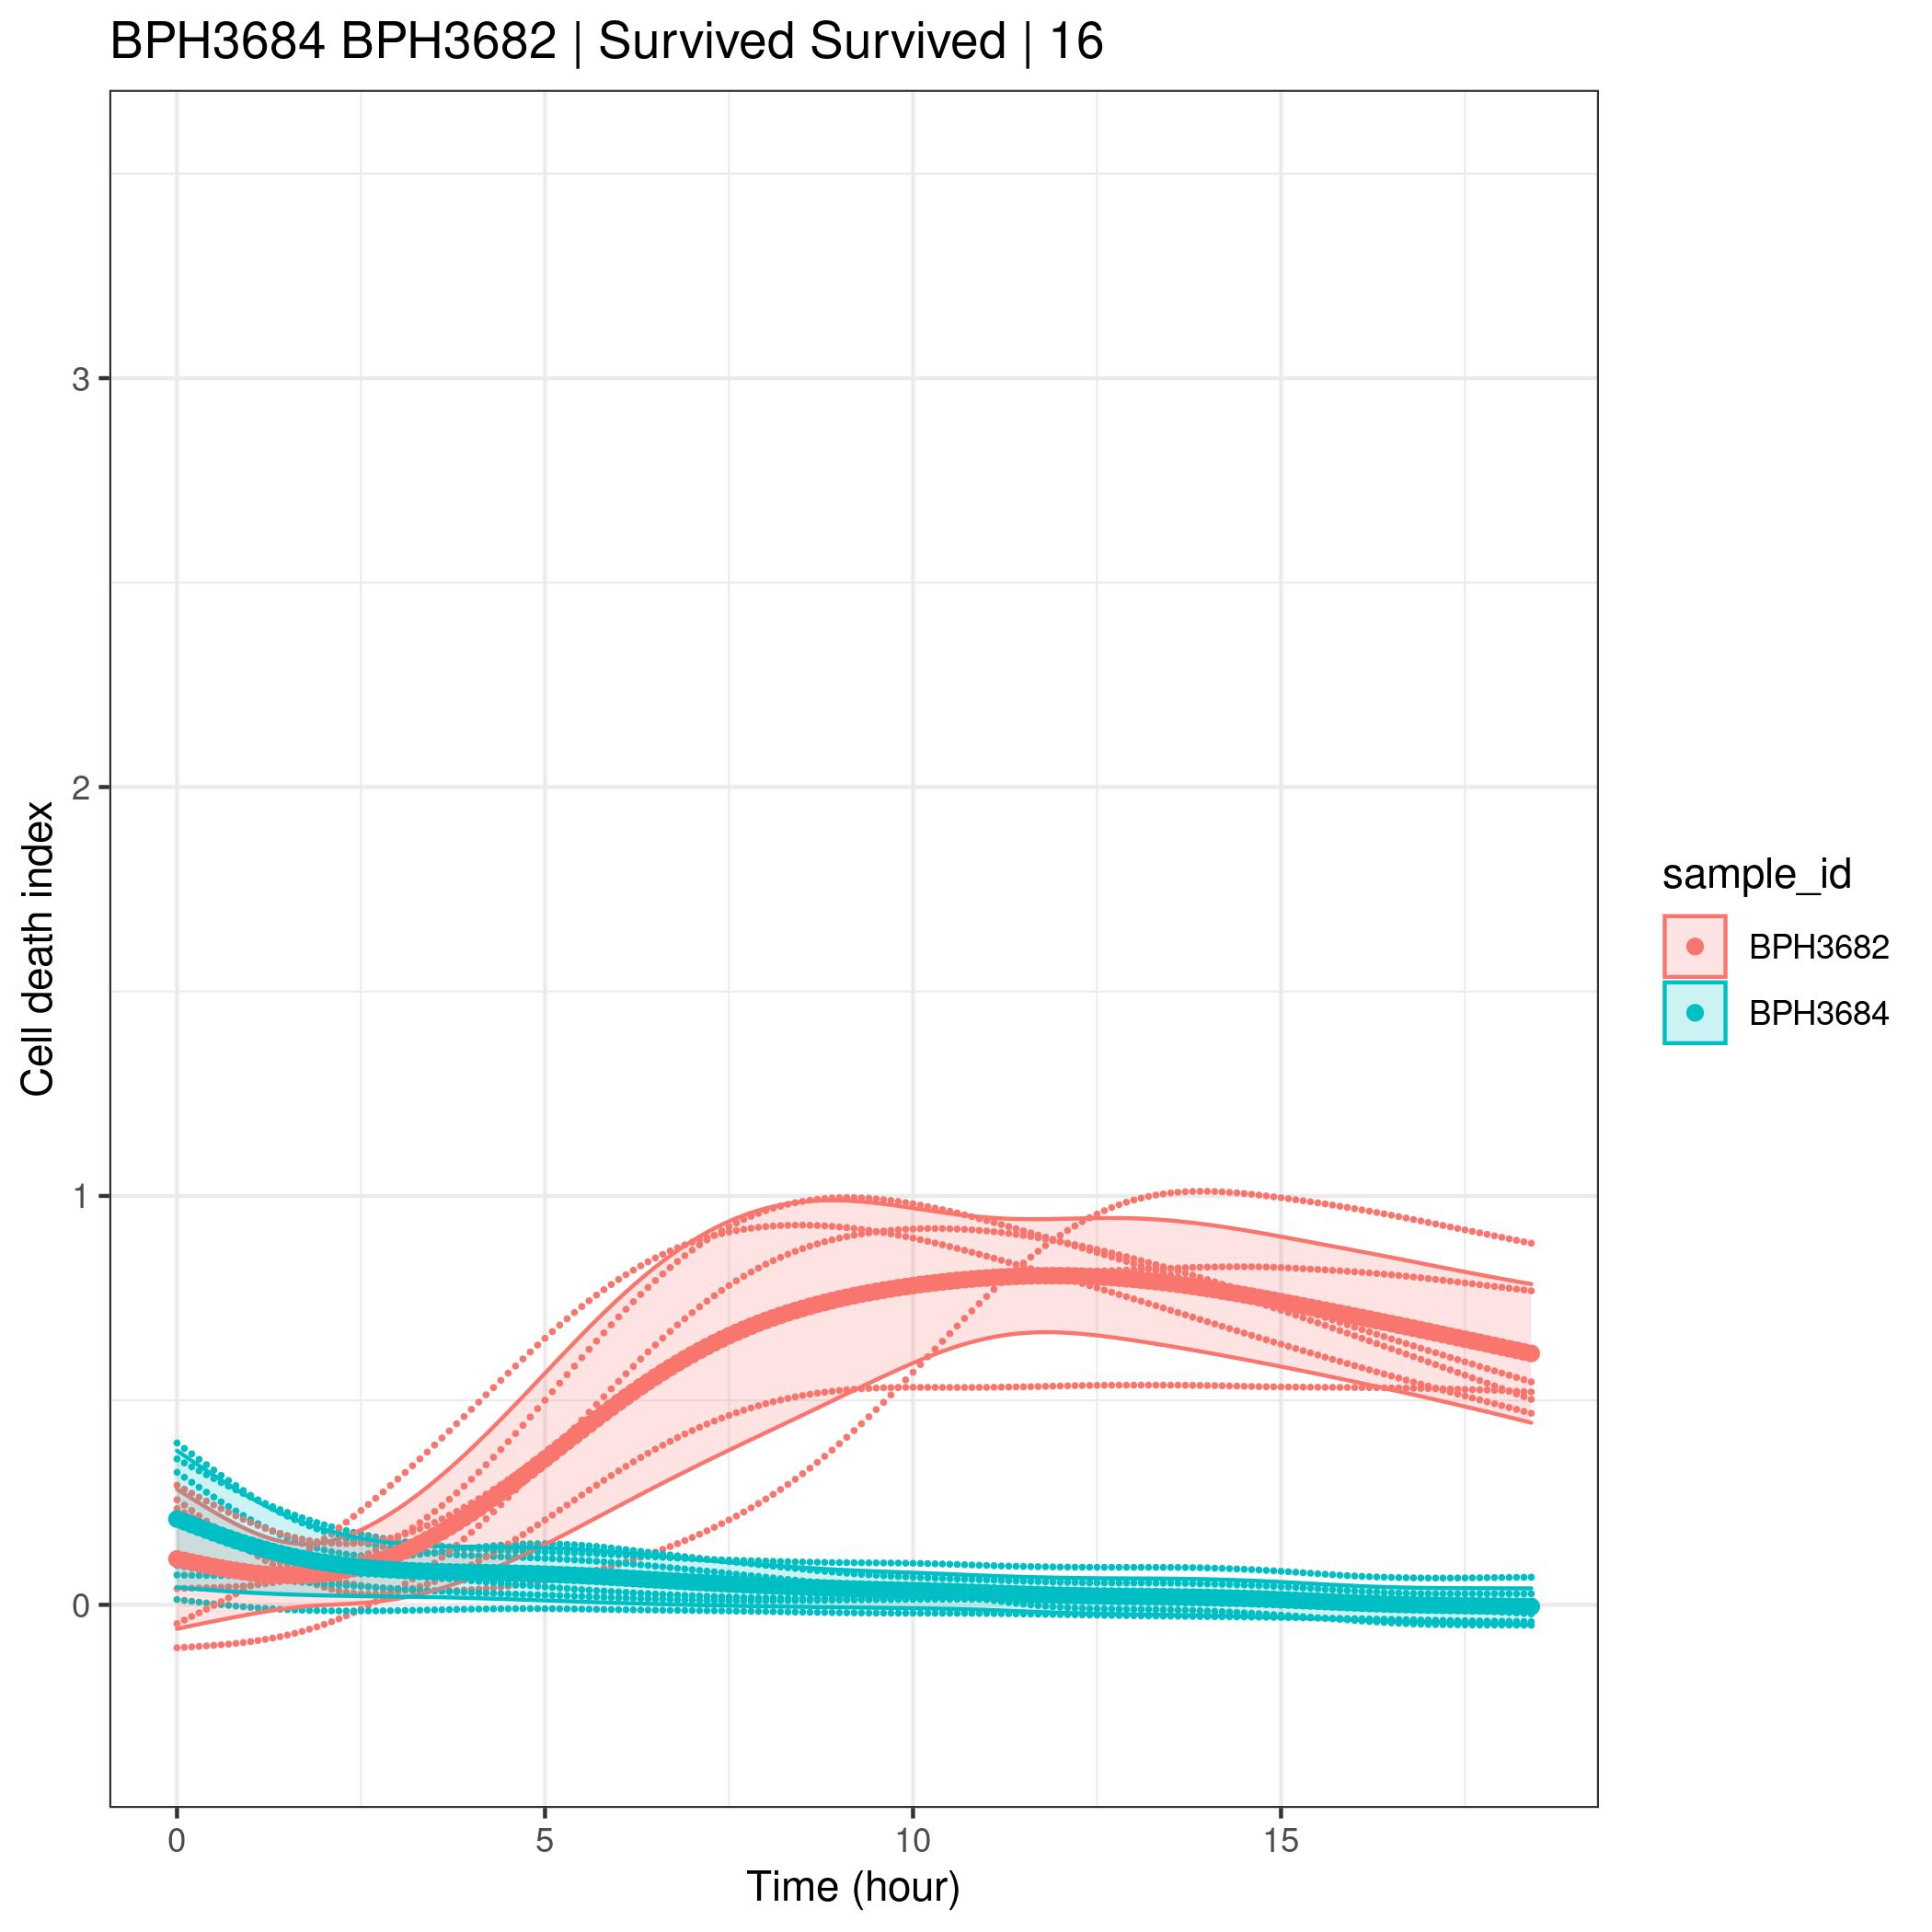 BPH3684 BPH3682 | Survived Survived | 16
3
2
1
0
Cell death index
0 5 10 15
Time (hour)
sample_id
BPH3682
BPH3684